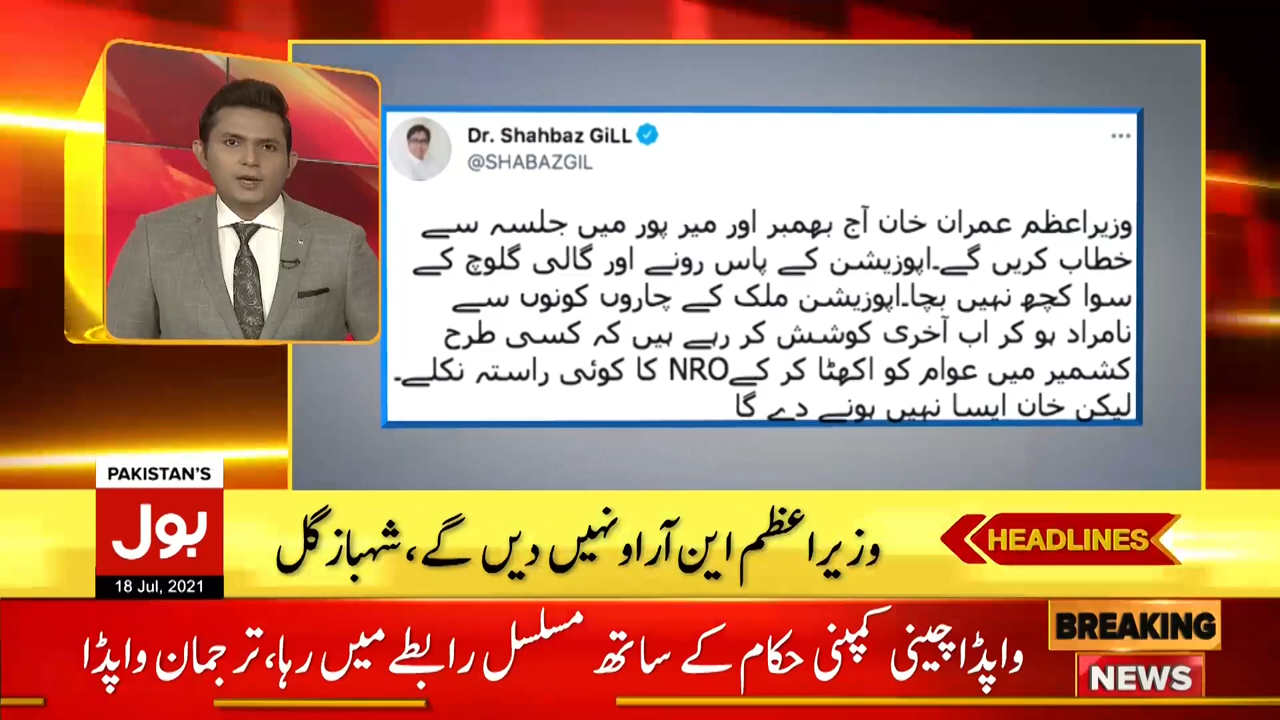 Dr. Shahbaz GiLL
@SHABAZGIL
وزیراعظم عمران خان آج بھمبر اور میر پور میں جلسہ سے
خطاب کریں گے۔اپوزیشن کے پاس رونے اور گالی گلوچ کے
سوا کچھ نہیں بچا۔اپوزیشن ملک کے چاروں کونوں سے
نامراد ہو کر اب آخری کوشش کر رہے ہیں کہ کسی طرح
کشمیر میں عوام کو اکھٹا کر کےNRO کا کوئی راستہ نکلے۔
لیکن خان ایسا نہیں ہونے دے گا
PAKISTAN'S
بول
18 Jul, 2021
وزیراعظم این آر او نہیں دیں گے، شہباز گل
HEADLINES
واپڈا چینی کمپنی حکام کے ساتھ مسلسل رابطے میں رہا، ترجمان واپڈا
BREAKING
NEWS